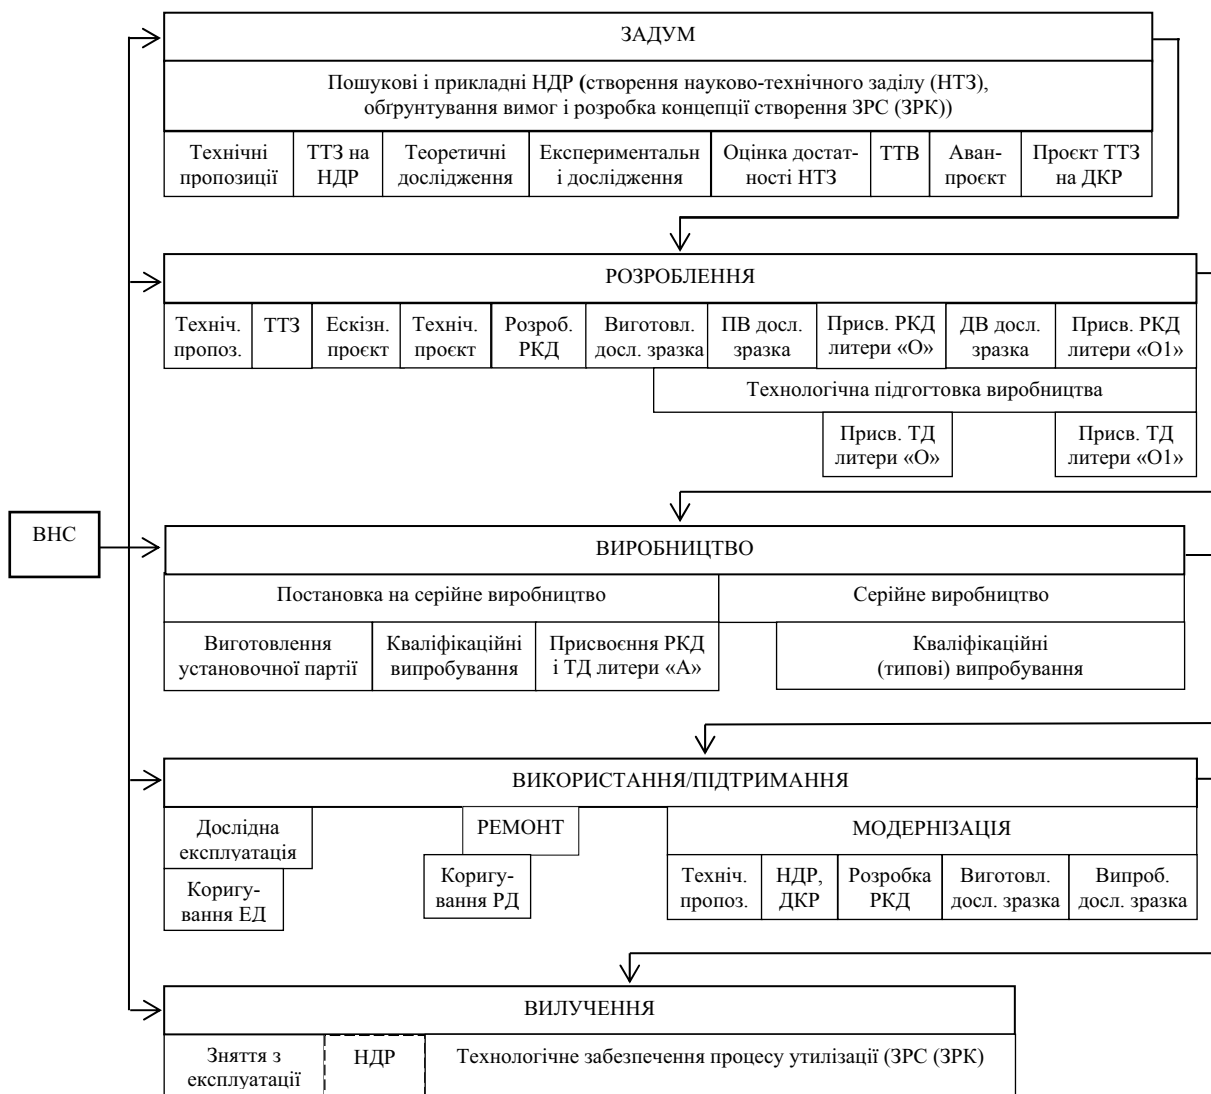 ЗАДУМ
Пошукові і прикладні НДР (створення науково-технічного заділу (НТЗ),
обґрунтування вимог і розробка концепції створення ЗРС (ЗРК))
Технічні
пропозиції
ТТЗ на
НДР
Теоретичні
дослідження
Експериментальн
і дослідження
Оцінка достат-
ності НТЗ
ТТВ
Аван-
проєкт
Проєкт ТТЗ
на ДКР
РОЗРОБЛЕННЯ
Техніч.
пропоз.
ТТЗ
Ескізн.
проєкт
Техніч.
проєкт
Розроб.
РКД
Виготовл.
досл. зразка
ПВ досл.
зразка
Присв. РКД
литери «О»
ДВ досл.
зразка
Присв. РКД
литери «О1»
Технологічна підгогтовка виробництва
Присв. ТД
литери «О»
Присв. ТД
литери «О1»
ВНС
ВИРОБНИЦТВО
Постановка на серійне виробництво
Серійне виробництво
Виготовлення
установочної партії
Кваліфікаційні
випробування
Присвоєння РКД
і ТД литери «А»
Кваліфікаційні
(типові) випробування
ВИКОРИСТАННЯ/ПІДТРИМАННЯ
Дослідна
експлуатація
РЕМОНТ
МОДЕРНІЗАЦІЯ
Коригу-
вання ЕД
Коригу-
вання РД
Техніч.
пропоз.
НДР,
ДКР
Розробка
РКД
Виготовл.
досл. зразка
Випроб.
досл. зразка
ВИЛУЧЕННЯ
Зняття з
експлуатації
НДР
Технологічне забезпечення процесу утилізації (ЗРС (ЗРК)